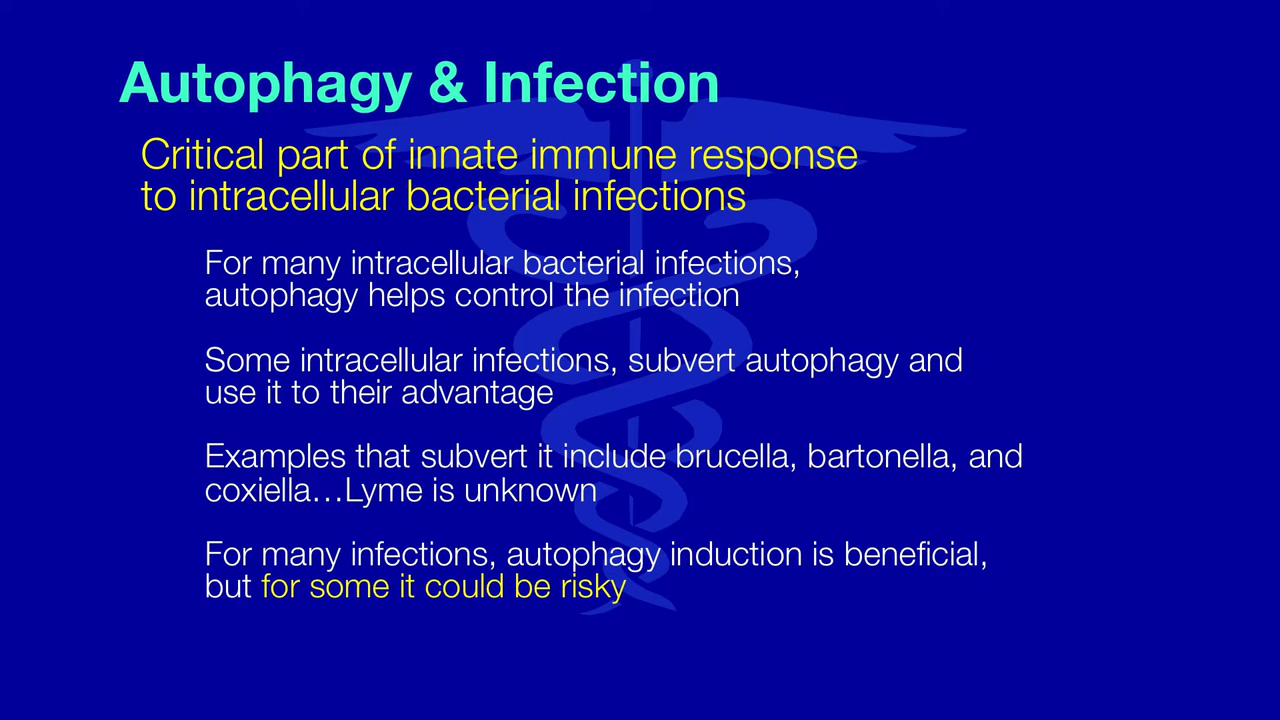 Autophagy & Infection
Critical part of innate immune response
to intracellular bacterial infections
For many intracellular bacterial infections,
autophagy helps control the infection
Some intracellular infections, subvert autophagy and
use it to their advantage
Examples that subvert it include brucella, bartonella, and
coxiella…Lyme is unknown
For many infections, autophagy induction is beneficial,
but for some it could be risky